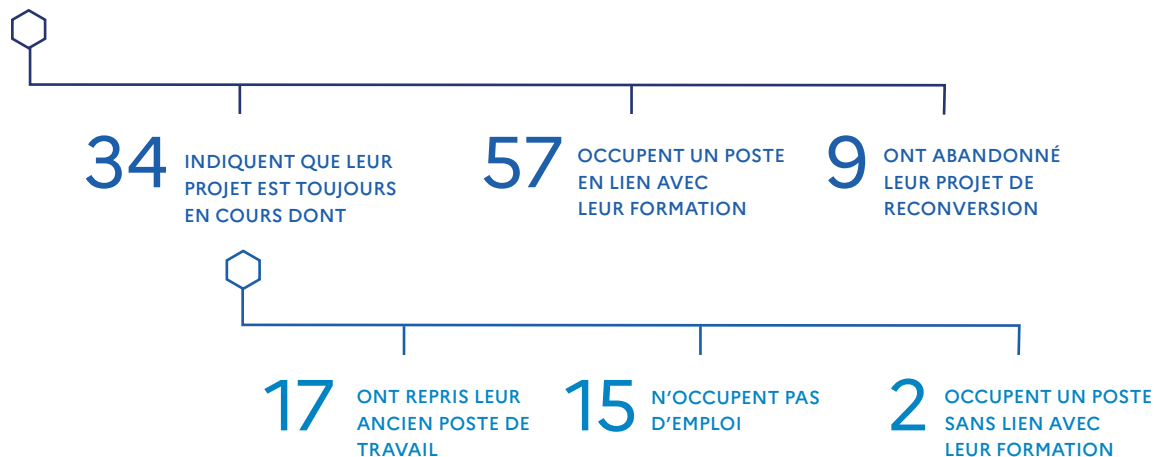 34
INDIQUENT QUE LEUR
PROJET EST TOUJOURS
EN COURS DONT
57
OCCUPENT UN POSTE
EN LIEN AVEC
LEUR FORMATION
9
ONT ABANDONNÉ
LEUR PROJET DE
RECONVERSION
17
ONT REPRIS LEUR
ANCIEN POSTE DE
TRAVAIL
15
N’OCCUPENT PAS
D’EMPLOI
2
OCCUPENT UN POSTE
SANS LIEN AVEC
LEUR FORMATION